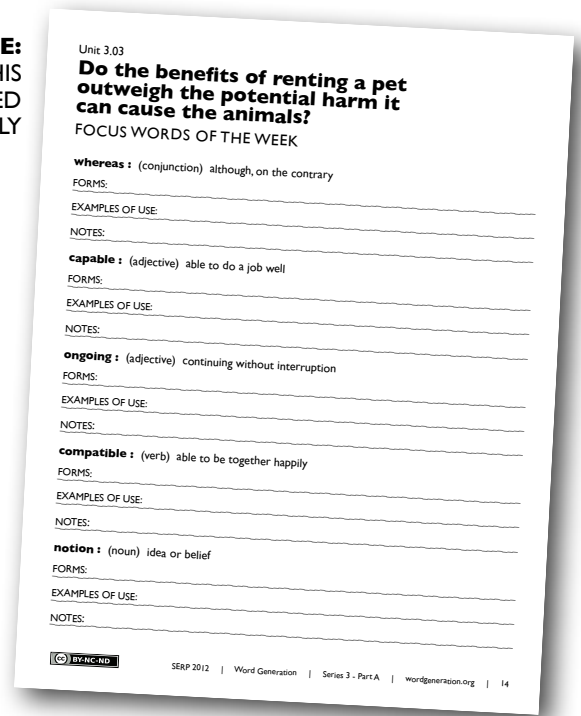 E:
HIS
ED
LY
Unit 3.03
Do the benefits of renting a pet
outweigh the potential harm it
can cause the animals?
FOCUS WORDS OF THE WEEK
whereas : (conjunction) although, on the contrary
FORMS:
EXAMPLES OF USE:
NOTES:
capable : (adjective) able to do a job well
FORMS:
EXAMPLES OF USE:
NOTES:
ongoing : (adjective) continuing without interruption
FORMS:
EXAMPLES OF USE:
NOTES:
compatible : (verb) able to be together happily
FORMS:
EXAMPLES OF USE:
NOTES:
notion : (noun) idea or belief
FORMS:
EXAMPLES OF USE:
NOTES:
cc BY-NC-ND
SERP 2012 | Word Generation | Series 3 - Part A | wordgeneration.org | 14